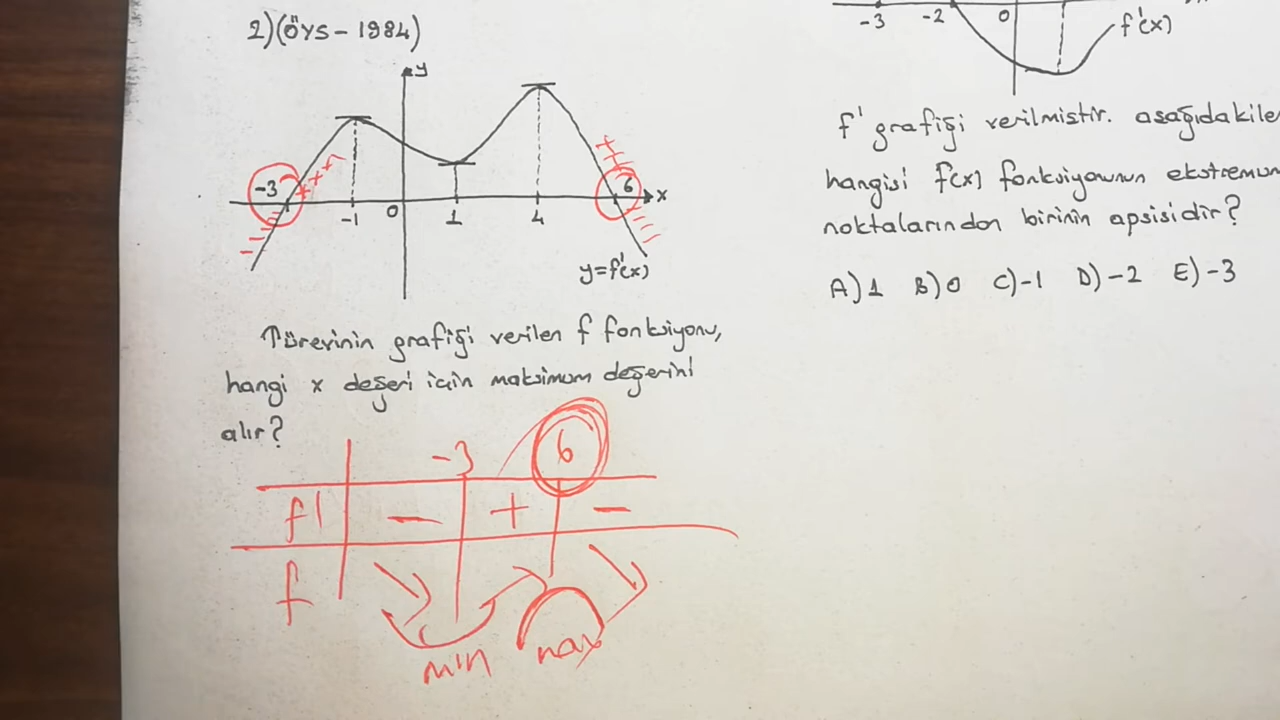 2)(ÖYS-1984)
y
-3
-1
0
1
4
6
x
y=f'(x)
Türevinin grafiği verilen f fonksiyonu,
hangi x değeri için maksimum değerini
alır?
-3 6
f' - + -
f
min max
-3 -2 0
f'(x)
f' grafiği verilmiştir. aşağıdakile
hangisi f(x) fonksiyonun ekstremum
noktalarından birinin apsisidir?
A)1 B)0 C)-1 D)-2 E)-3